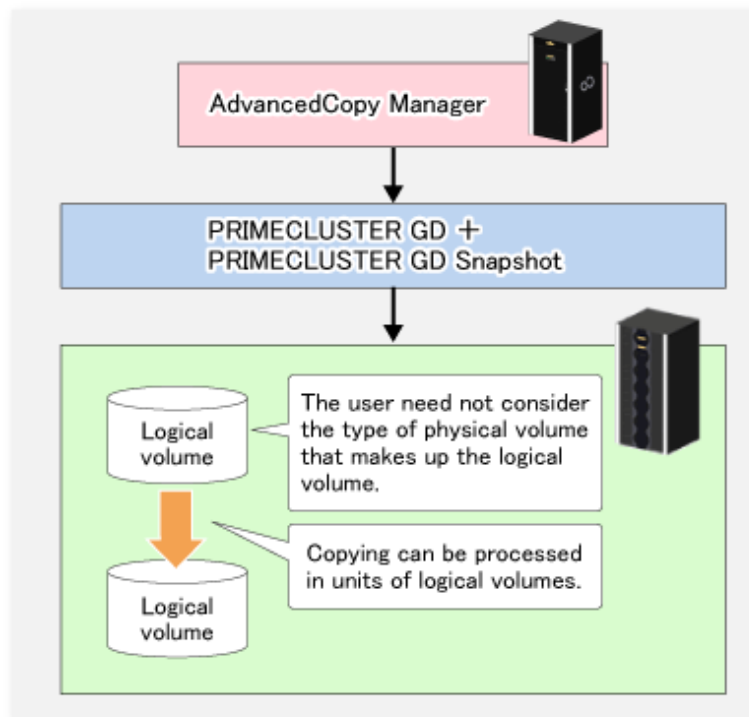 AdvancedCopy Manager
PRIMECLUSTER GD +
PRIMECLUSTER GD Snapshot
Logical
volume
The user need not consider
the type of physical volume
that makes up the logical
volume.
Copying can be processed
in units of logical volumes.
Logical
volume